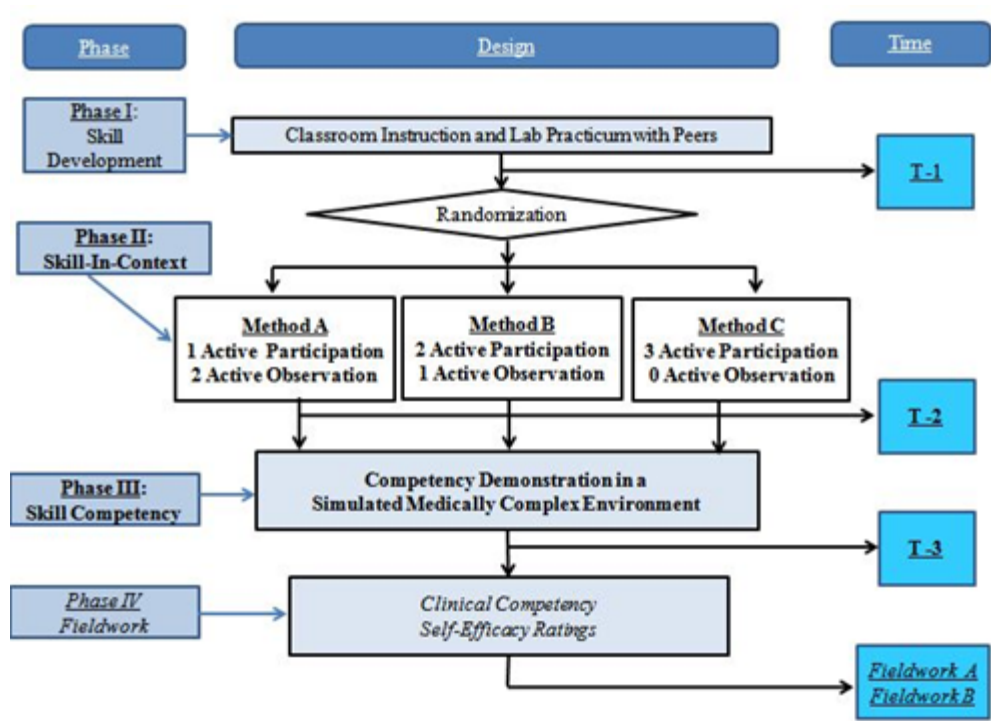 Phase
Design
Time
Phase I:
Skill
Development
Classroom Instruction and Lab Practicum with Peers
T-1
Randomization
Phase II:
Skill-In-Context
Method A
1 Active Participation
2 Active Observation
Method B
2 Active Participation
1 Active Observation
Method C
3 Active Participation
0 Active Observation
T-2
Phase III:
Skill Competency
Competency Demonstration in a
Simulated Medically Complex Environment
T-3
Phase IV
Fieldwork
Clinical Competency
Self-Efficacy Ratings
Fieldwork A
Fieldwork B